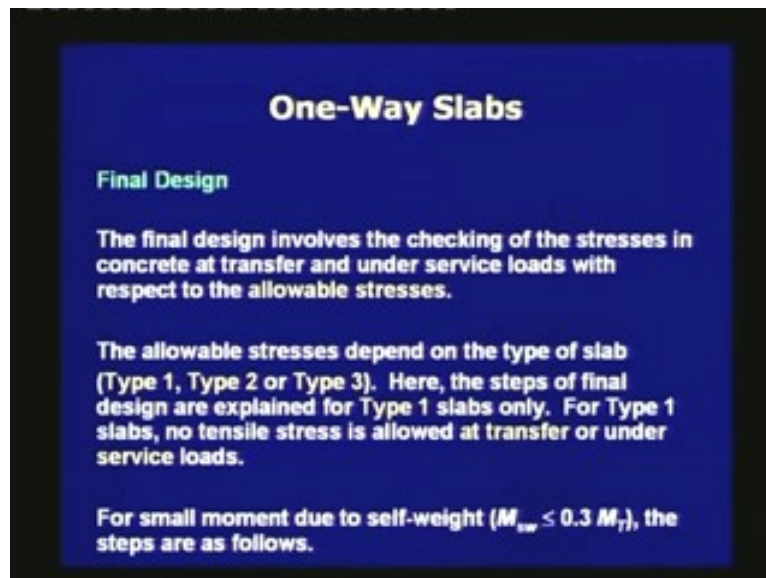 One-Way Slabs
Final Design
The final design involves the checking of the stresses in
concrete at transfer and under service loads with
respect to the allowable stresses.
The allowable stresses depend on the type of slab
(Type 1, Type 2 or Type 3). Here, the steps of final
design are explained for Type 1 slabs only. For Type 1
slabs, no tensile stress is allowed at transfer or under
service loads.
For small moment due to self-weight (Msw ≤ 0.3 MT), the
steps are as follows.